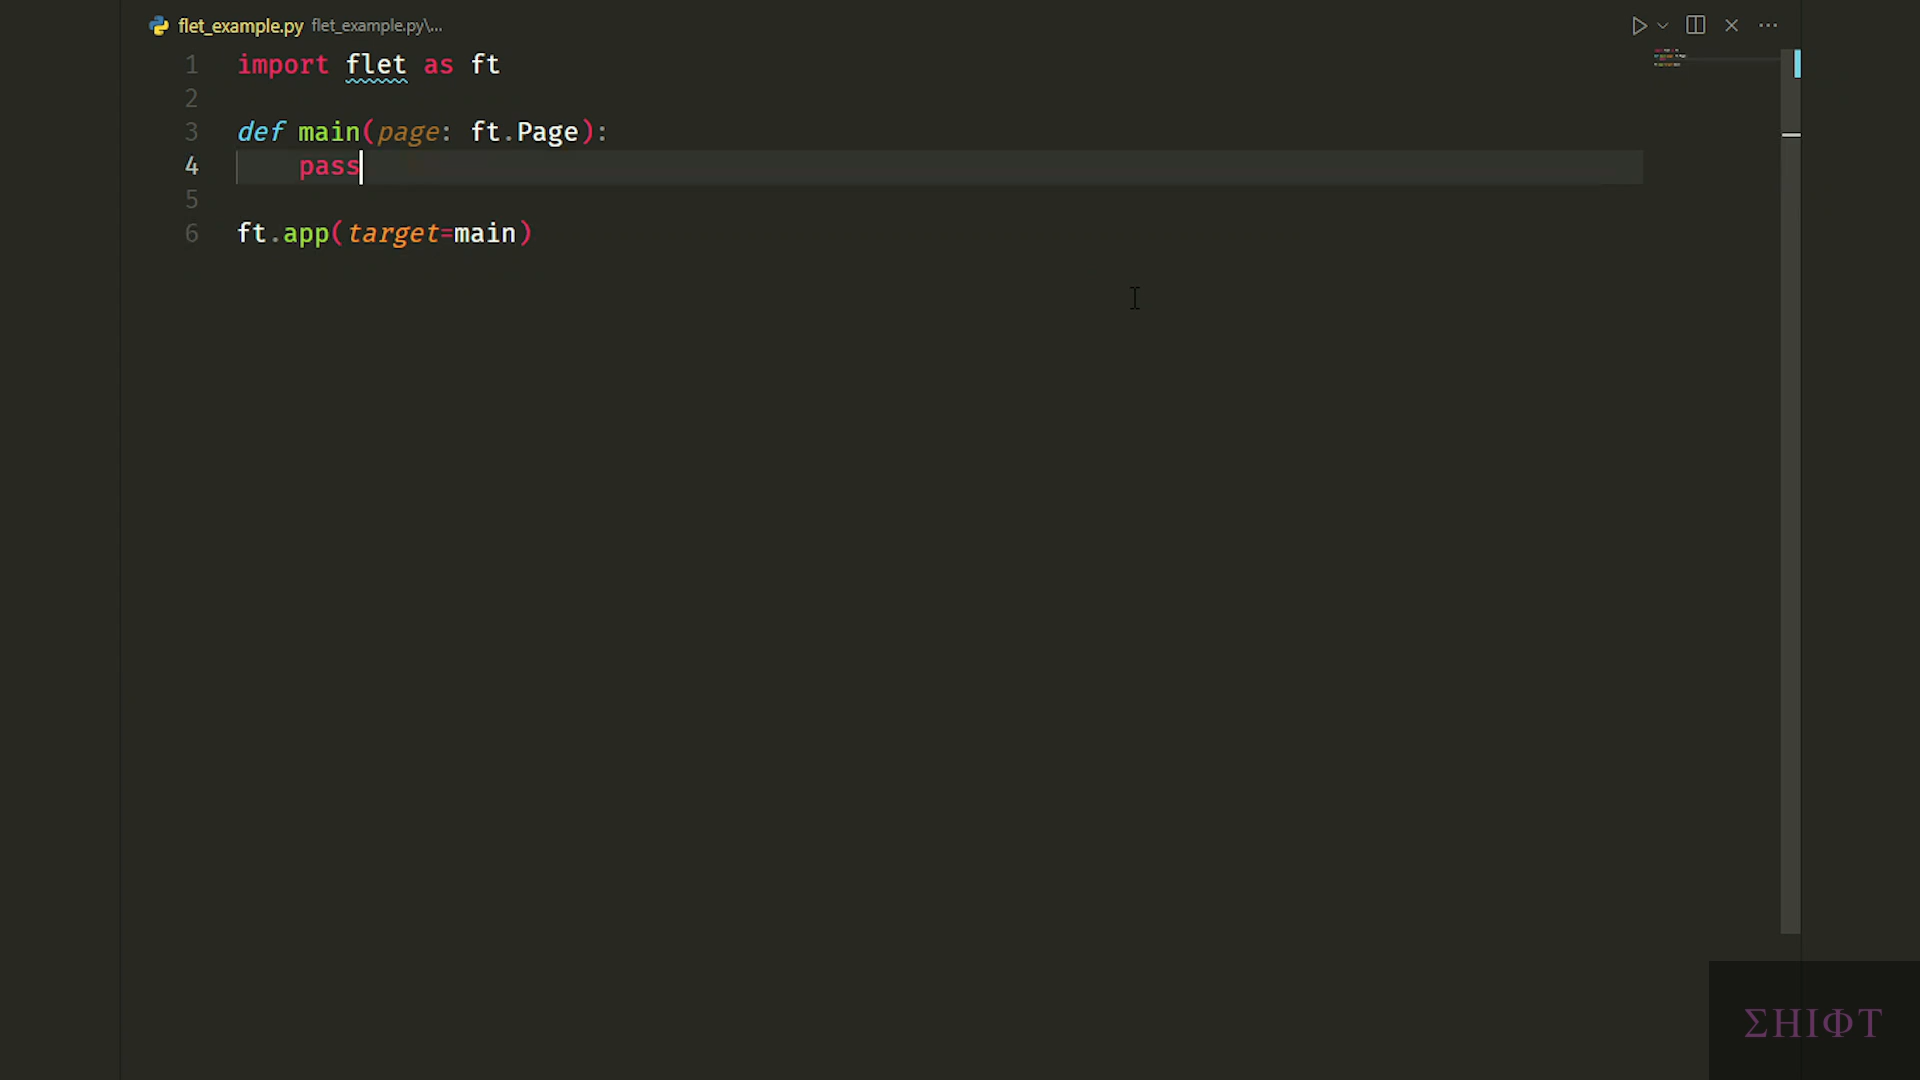 flet_example.py flet_example.py\...
1 import flet as ft
2
3 def main(page: ft.Page):
4     pass
5
6 ft.app(target=main)
ΣHIΦT